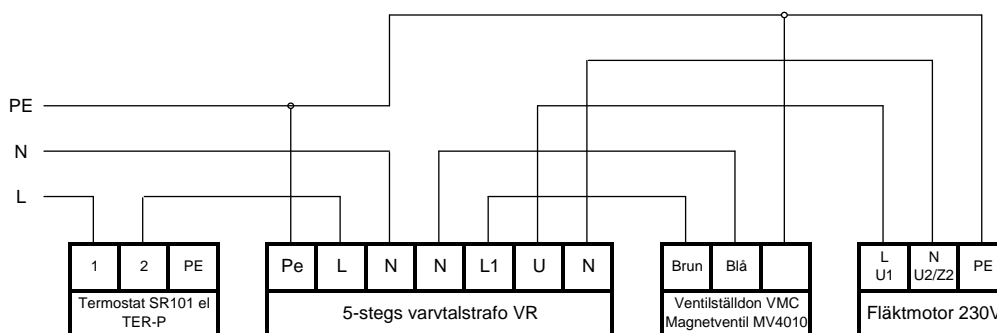 PE
N
L
1 2 PE
Termostat SR101 el
TER-P
Pe L N N L1 U N
5-stegs varvtalstrafo VR
Brun Blå
Ventilställdon VMC
Magnetventil MV4010
L N PE
U1 U2/Z2
Fläktmotor 230V